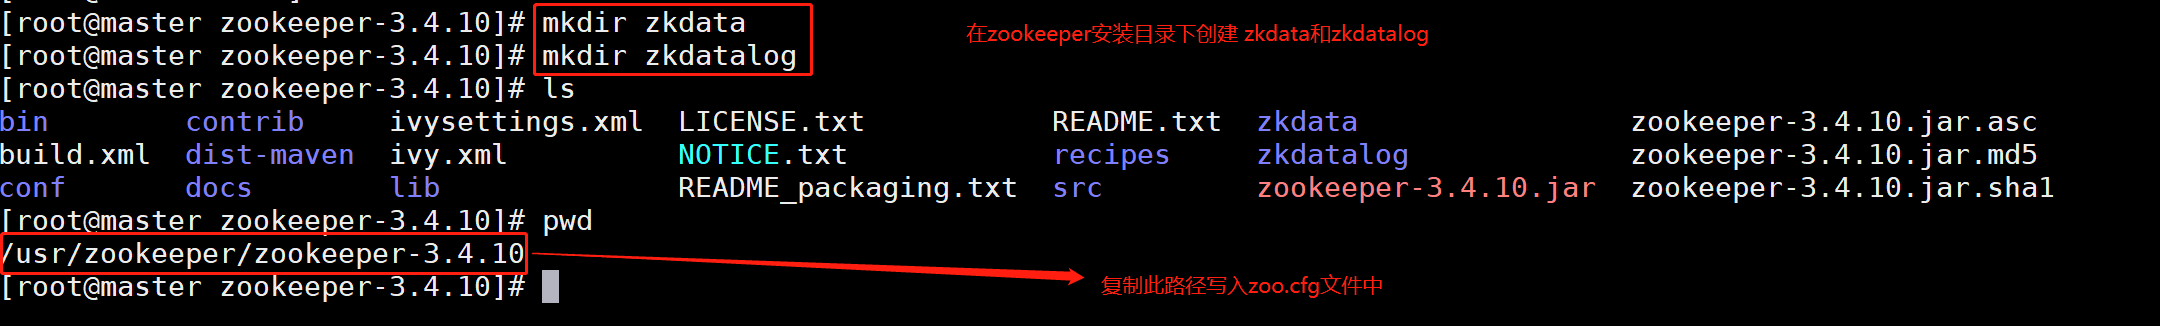 [root@master zookeeper-3.4.10]# mkdir zkdata
在zookeeper安装目录下创建 zkdata和zkdatalog
[root@master zookeeper-3.4.10]# mkdir zkdatalog
[root@master zookeeper-3.4.10]# ls
bin contrib ivysettings.xml LICENSE.txt README.txt zkdata zookeeper-3.4.10.jar.asc
build.xml dist-maven ivy.xml NOTICE.txt recipes zkdatalog zookeeper-3.4.10.jar.md5
conf docs lib README_packaging.txt src zookeeper-3.4.10.jar zookeeper-3.4.10.jar.sha1
[root@master zookeeper-3.4.10]# pwd
/usr/zookeeper/zookeeper-3.4.10
[root@master zookeeper-3.4.10]#
复制此路径写入zoo.cfg文件中